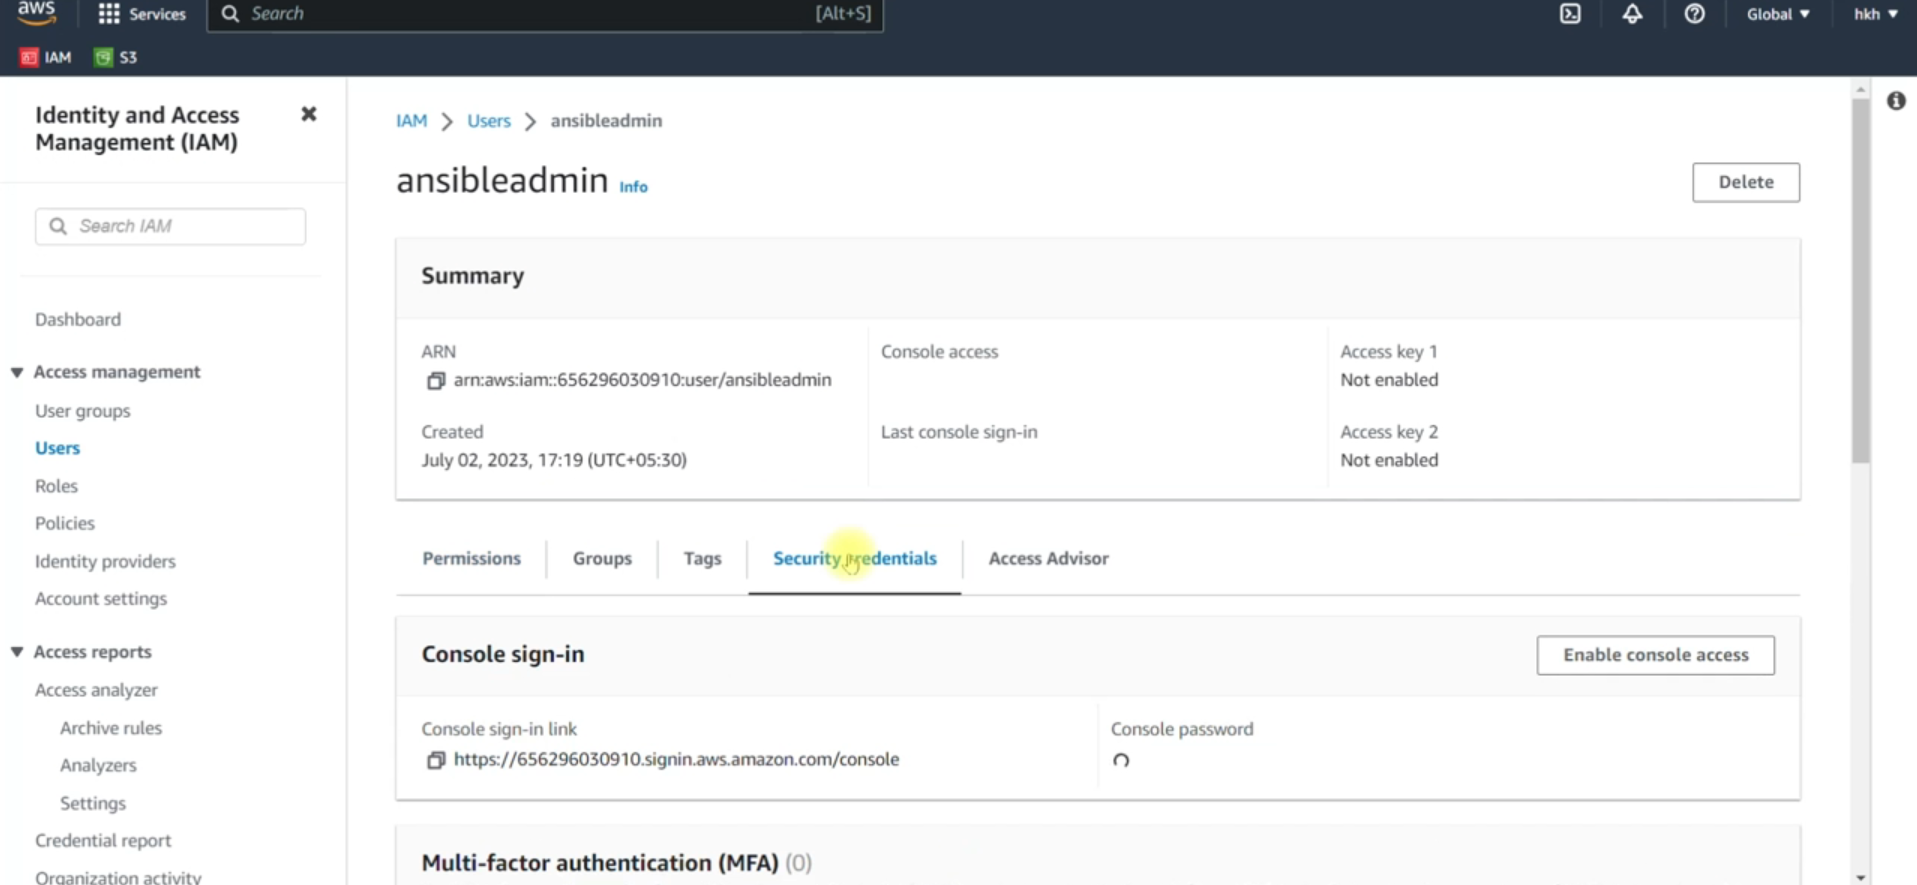 aws
Services
Search
[Alt+S]
Global ▼
hkh ▼
IAM
S3
Identity and Access
Management (IAM)
Search IAM
Dashboard
Access management
User groups
Users
Roles
Policies
Identity providers
Account settings
Access reports
Access analyzer
Archive rules
Analyzers
Settings
Credential report
Organization activity
IAM > Users > ansibleadmin
ansibleadmin Info
Delete
Summary
ARN
arn:aws:iam::656296030910:user/ansibleadmin
Created
July 02, 2023, 17:19 (UTC+05:30)
Console access
Last console sign-in
Access key 1
Not enabled
Access key 2
Not enabled
Permissions
Groups
Tags
Security credentials
Access Advisor
Console sign-in
Enable console access
Console sign-in link
https://656296030910.signin.aws.amazon.com/console
Console password
Multi-factor authentication (MFA) (0)